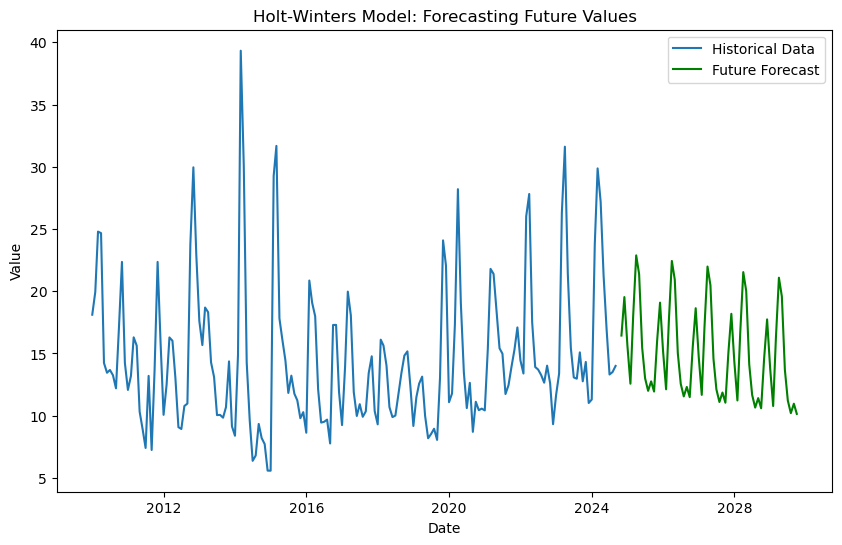 Holt-Winters Model: Forecasting Future Values
Historical Data
Future Forecast
Value
40
35
30
25
20
15
10
5
2012
2016
2020
2024
2028
Date